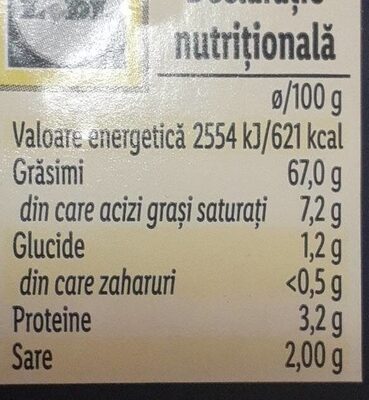 nutrițională
ø/100 g
Valoare energetică 2554 kJ/621 kcal
Grăsimi 67,0 g
din care acizi grași saturați 7,2 g
Glucide 1,2 g
din care zaharuri <0,5 g
Proteine 3,2 g
Sare 2,00 g